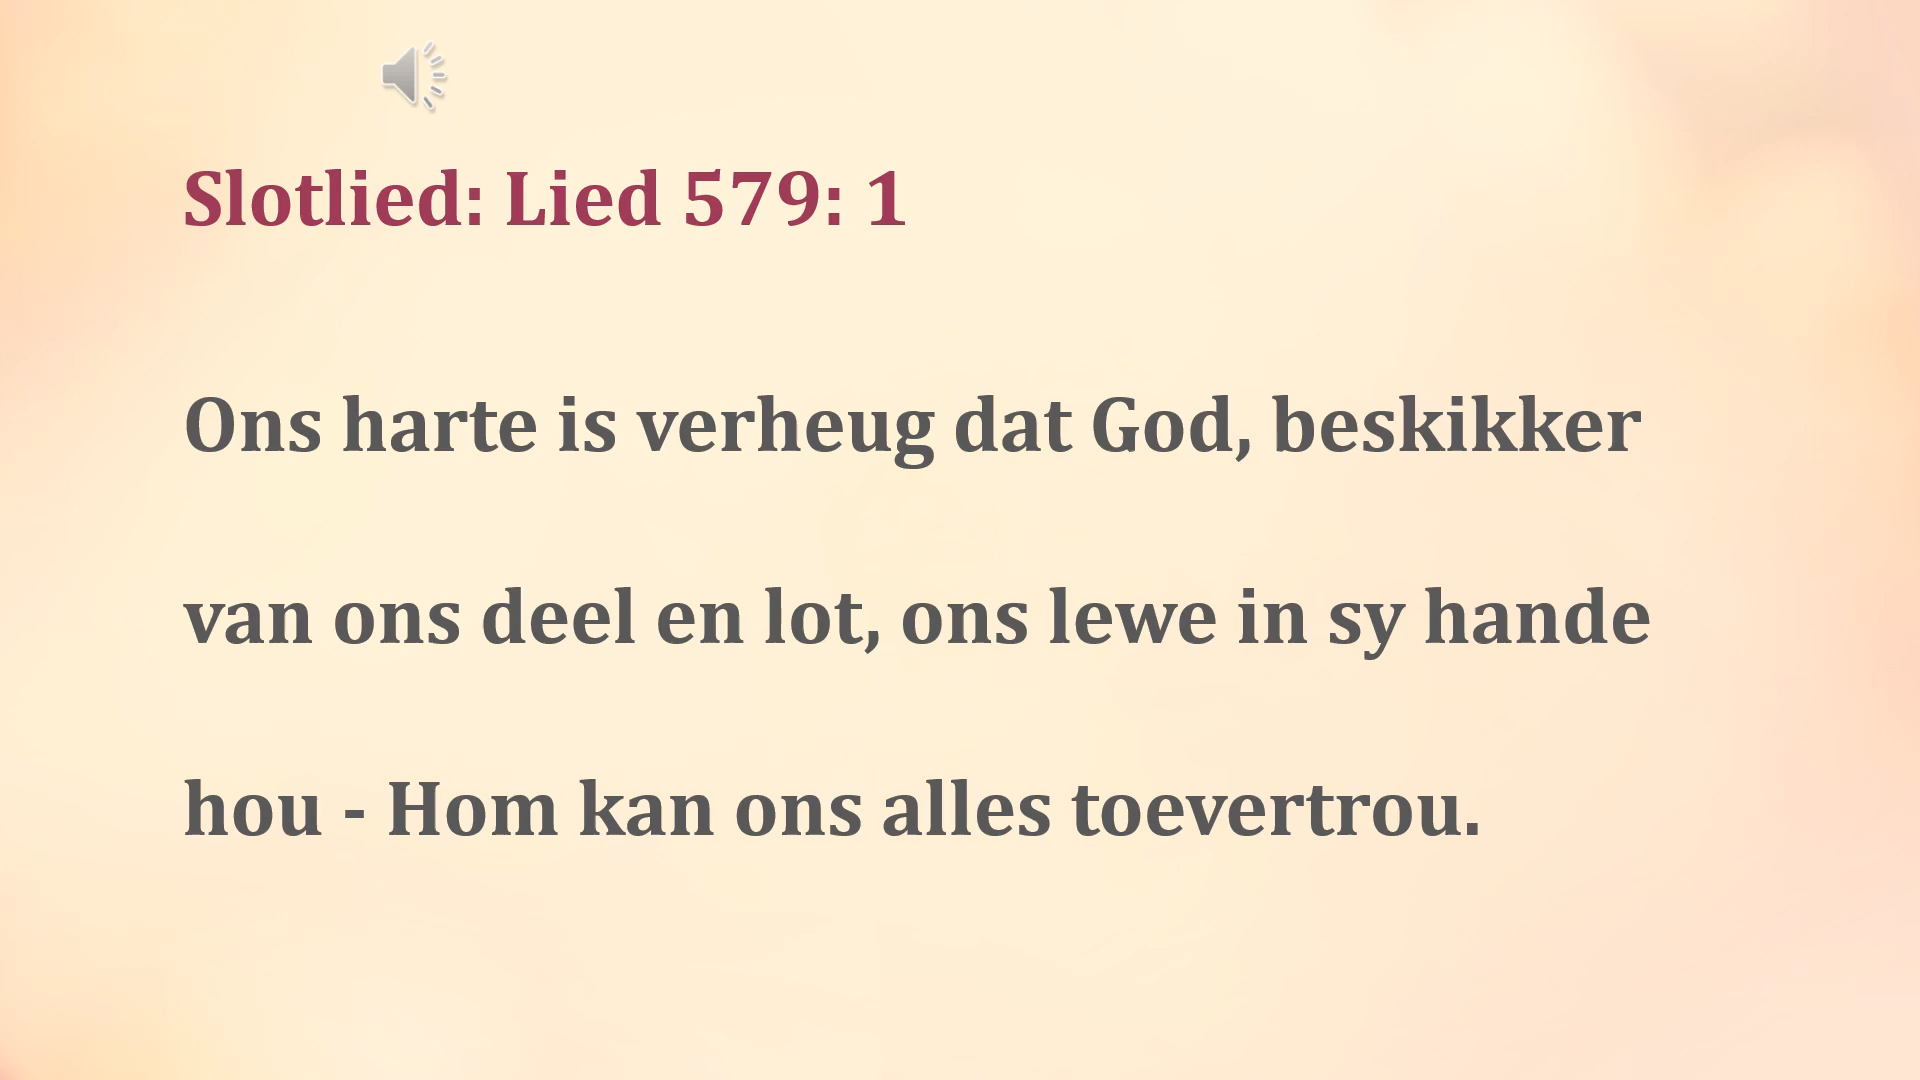 Slotlied: Lied 579: 1
Ons harte is verheug dat God, beskikker
van ons deel en lot, ons lewe in sy hande
hou - Hom kan ons alles toevertrou.